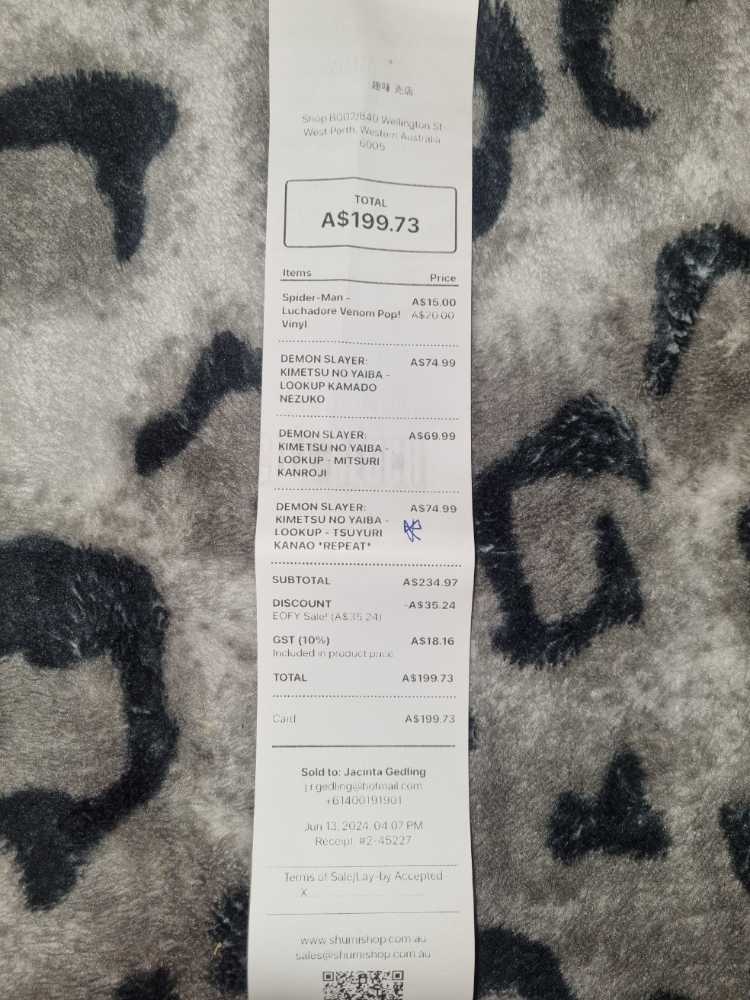 趣味 売店
Shop B002/840 Wellington St
West Perth, Western Australia
6005
TOTAL
A$199.73
Items Price
Spider-Man - A$15.00
Luchadore Venom Pop! A$20.00
Vinyl
DEMON SLAYER: A$74.99
KIMETSU NO YAIBA -
LOOKUP KAMADO
NEZUKO
DEMON SLAYER: A$69.99
KIMETSU NO YAIBA -
LOOKUP - MITSURI
KANROJI
DEMON SLAYER: A$74.99
KIMETSU NO YAIBA -
LOOKUP - TSUYURI
KANAO *REPEAT*
SUBTOTAL A$234.97
DISCOUNT -A$35.24
EOFY Sale! (A$35.24)
GST (10%) A$18.16
Included in product price
TOTAL A$199.73
Card A$199.73
Sold to: Jacinta Gedling
j.r.gedling@hotmail.com
+61400191901
Jun 13, 2024, 04:07 PM
Receipt: #2-45227
Terms of Sale/Lay-by Accepted
X
www.shumishop.com.au
sales@shumishop.com.au